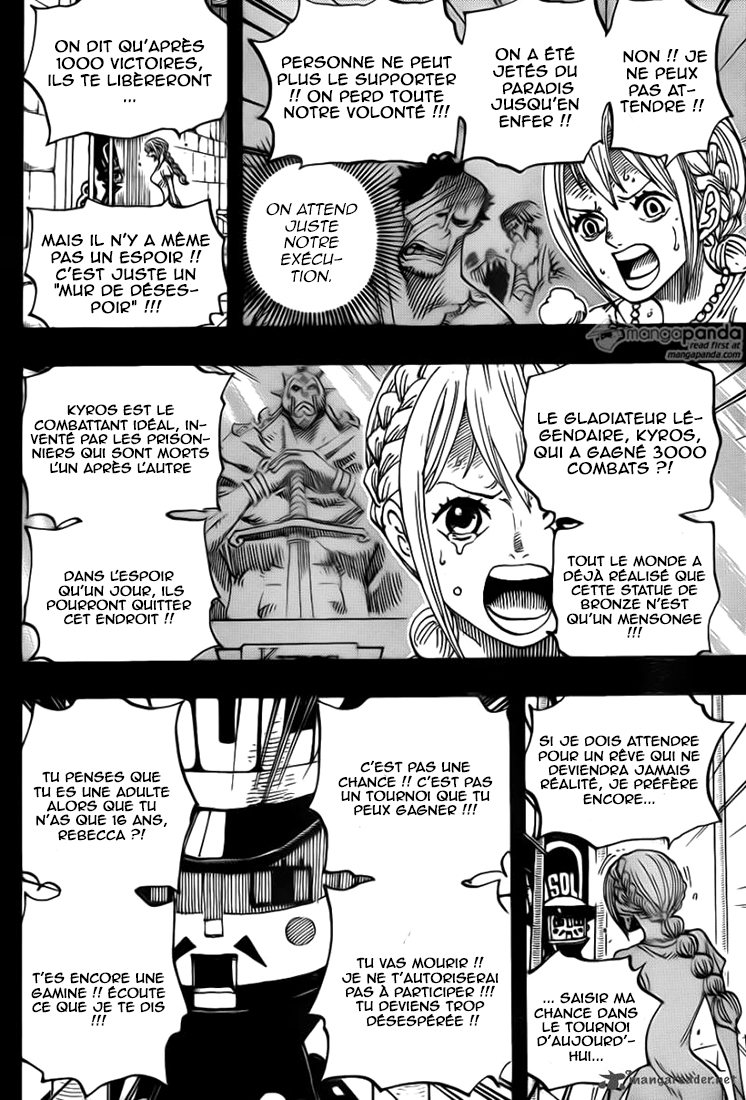 NON !! JE
NE PEUX
PAS AT-
TENDRE !!
ON A ÉTÉ
JETÉS DU
PARADIS
JUSQU'EN
ENFER !!
PERSONNE NE PEUT
PLUS LE SUPPORTER
!! ON PERD TOUTE
NOTRE VOLONTÉ !!!
ON ATTEND
JUSTE
NOTRE
EXÉCU-
TION.
mangapanda
read first at
mangapanda.com
ON DIT QU'APRÈS
1000 VICTOIRES,
ILS TE LIBÈRERONT
...
MAIS IL N'Y A MÊME
PAS UN ESPOIR !!
C'EST JUSTE UN
"MUR DE DÉSES-
POIR" !!!
LE GLADIATEUR LÉ-
GENDAIRE, KYROS,
QUI A GAGNÉ 3000
COMBATS ?!
TOUT LE MONDE A
DÉJÀ RÉALISÉ QUE
CETTE STATUE DE
BRONZE N'EST
QU'UN MENSONGE
!!!
KYROS EST LE
COMBATTANT IDÉAL, IN-
VENTÉ PAR LES PRISON-
NIERS QUI SONT MORTS
L'UN APRÈS L'AUTRE
DANS L'ESPOIR
QU'UN JOUR, ILS
POURRONT QUITTER
CET ENDROIT !!
SI JE DOIS ATTENDRE
POUR UN RÊVE QUI NE
DEVIENDRA JAMAIS
RÉALITÉ, JE PRÉFÈRE
ENCORE...
SOL
... SAISIR MA
CHANCE DANS
LE TOURNOI
D'AUJOURD'-
HUI...
C'EST PAS UNE
CHANCE !! C'EST PAS
UN TOURNOI QUE TU
PEUX GAGNER !!!
TU VAS MOURIR !!
JE NE T'AUTORISERAI
PAS À PARTICIPER !!!
TU DEVIENS TROP
DÉSESPÉRÉE !!
TU PENSES QUE
TU ES UNE ADULTE
ALORS QUE TU
N'AS QUE 16 ANS,
REBECCA ?!
T'ES ENCORE UNE
GAMINE !! ÉCOUTE
CE QUE JE TE DIS
!!!
mangareader.net